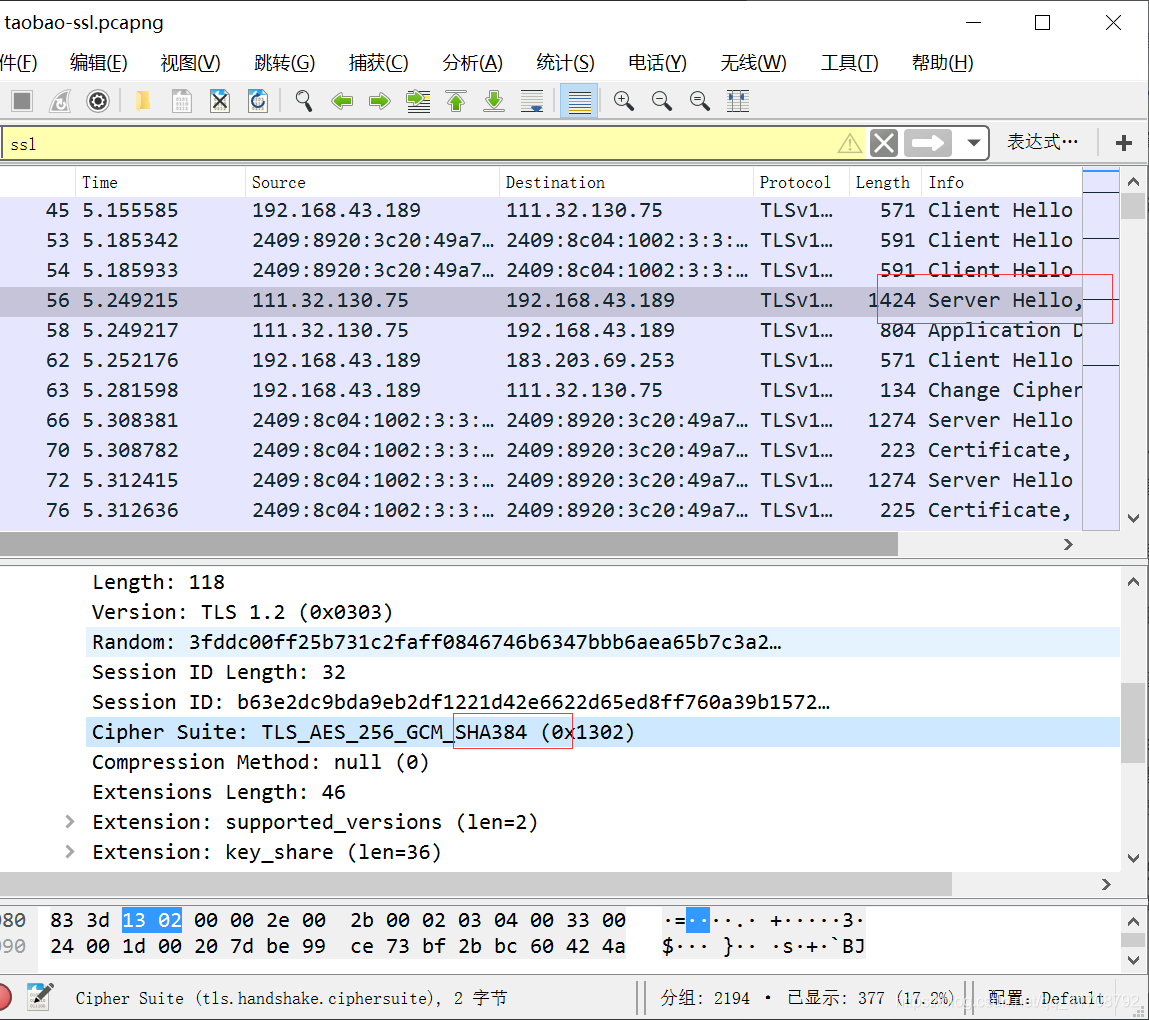 taobao-ssl.pcapng
件(F) 编辑(E) 视图(V) 跳转(G) 捕获(C) 分析(A) 统计(S) 电话(Y) 无线(W) 工具(T) 帮助(H)
ssl 表达式…
Time Source Destination Protocol Length Info
45 5.155585 192.168.43.189 111.32.130.75 TLSv1… 571 Client Hello
53 5.185342 2409:8920:3c20:49a7… 2409:8c04:1002:3:3:… TLSv1… 591 Client Hello
54 5.185933 2409:8920:3c20:49a7… 2409:8c04:1002:3:3:… TLSv1… 591 Client Hello
56 5.249215 111.32.130.75 192.168.43.189 TLSv1… 1424 Server Hello,
58 5.249217 111.32.130.75 192.168.43.189 TLSv1… 804 Application D
62 5.252176 192.168.43.189 183.203.69.253 TLSv1… 571 Client Hello
63 5.281598 192.168.43.189 111.32.130.75 TLSv1… 134 Change Cipher
66 5.308381 2409:8c04:1002:3:3:… 2409:8920:3c20:49a7… TLSv1… 1274 Server Hello
70 5.308782 2409:8c04:1002:3:3:… 2409:8920:3c20:49a7… TLSv1… 223 Certificate,
72 5.312415 2409:8c04:1002:3:3:… 2409:8920:3c20:49a7… TLSv1… 1274 Server Hello
76 5.312636 2409:8c04:1002:3:3:… 2409:8920:3c20:49a7… TLSv1… 225 Certificate,
Length: 118
Version: TLS 1.2 (0x0303)
Random: 3fddc00ff25b731c2faff0846746b6347bbb6aea65b7c3a2…
Session ID Length: 32
Session ID: b63e2dc9bda9eb2df1221d42e6622d65ed8ff760a39b1572…
Cipher Suite: TLS_AES_256_GCM_SHA384 (0x1302)
Compression Method: null (0)
Extensions Length: 46
Extension: supported_versions (len=2)
Extension: key_share (len=36)
080 83 3d 13 02 00 00 2e 00 2b 00 02 03 04 00 33 00 ·=····.· +·····3·
090 24 00 1d 00 20 7d be 99 ce 73 bf 2b bc 60 42 4a $··· }·· ·s·+·`BJ
Cipher Suite (tls.handshake.ciphersuite), 2 字节 分组: 2194 · 已显示: 377 (17.2%) 配置: Default